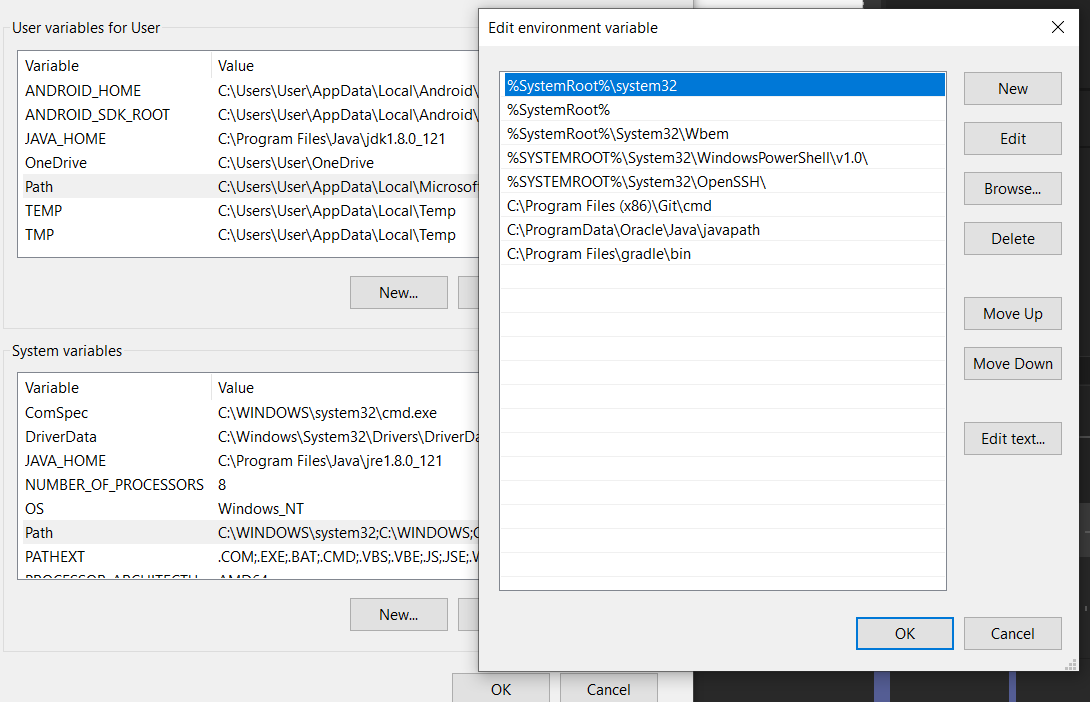 User variables for User
Variable Value
ANDROID_HOME C:\Users\User\AppData\Local\Android\
ANDROID_SDK_ROOT C:\Users\User\AppData\Local\Android\
JAVA_HOME C:\Program Files\Java\jdk1.8.0_121
OneDrive C:\Users\User\OneDrive
Path C:\Users\User\AppData\Local\Microsof
TEMP C:\Users\User\AppData\Local\Temp
TMP C:\Users\User\AppData\Local\Temp
New...
System variables
Variable Value
ComSpec C:\WINDOWS\system32\cmd.exe
DriverData C:\Windows\System32\Drivers\DriverDa
JAVA_HOME C:\Program Files\Java\jre1.8.0_121
NUMBER_OF_PROCESSORS 8
OS Windows_NT
Path C:\WINDOWS\system32;C:\WINDOWS;C
PATHEXT .COM;.EXE;.BAT;.CMD;.VBS;.VBE;.JS;.JSE;.V
PROCESSOR_ARCHITECTU AMD64
New...
OK Cancel
Edit environment variable
%SystemRoot%\system32
%SystemRoot%
%SystemRoot%\System32\Wbem
%SYSTEMROOT%\System32\WindowsPowerShell\v1.0\
%SYSTEMROOT%\System32\OpenSSH\
C:\Program Files (x86)\Git\cmd
C:\ProgramData\Oracle\Java\javapath
C:\Program Files\gradle\bin
New
Edit
Browse...
Delete
Move Up
Move Down
Edit text...
OK Cancel